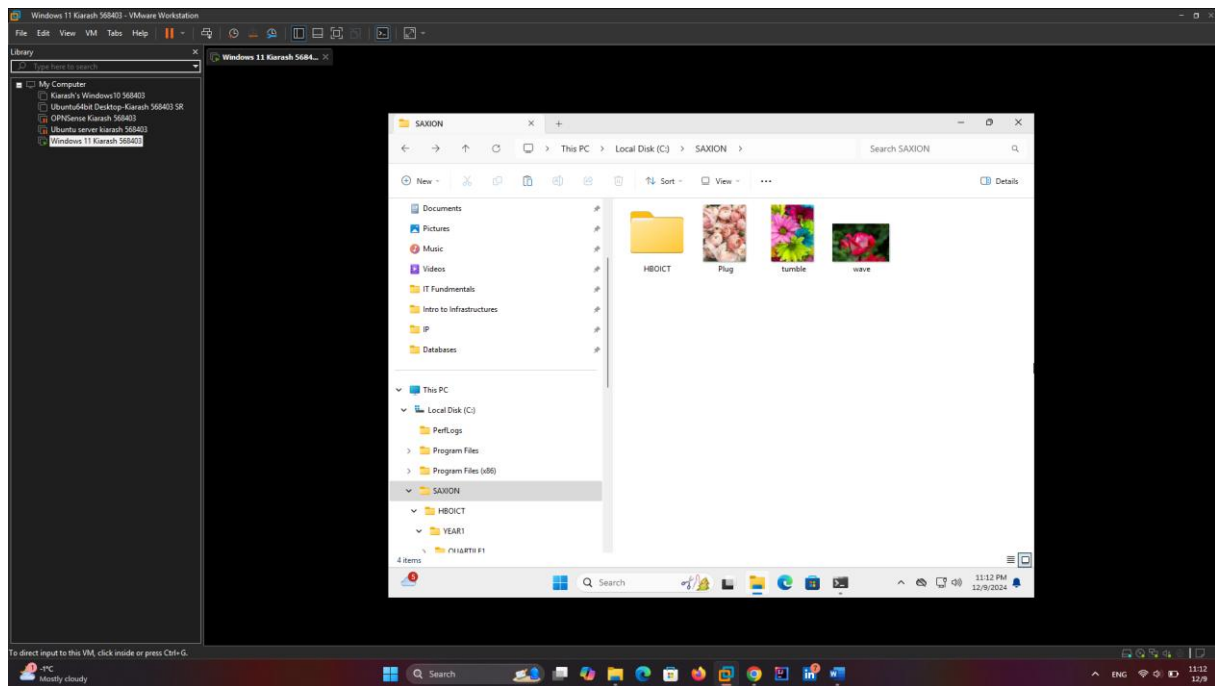 Windows 11 Kiarash 568403 - VMware Workstation
File Edit View VM Tabs Help
Library
Type here to search
My Computer
Kiarash's Windows10 568403
Ubuntu64bit Desktop-Kiarash 568403 SR
OPNSense Kiarash 568403
Ubuntu server kiarash 568403
Windows 11 Kiarash 568403
Windows 11 Kiarash 5684...
SAXION
This PC > Local Disk (C:) > SAXION >
Search SAXION
New
Sort
View
Details
Documents
Pictures
Music
Videos
IT Fundmentals
Intro to Infrastructures
IP
Databases
This PC
Local Disk (C:)
PerfLogs
Program Files
Program Files (x86)
SAXION
HBOICT
YEAR1
QUARTILE1
HBOICT
Plug
tumble
wave
4 items
5
Search
11:12 PM
12/9/2024
To direct input to this VM, click inside or press Ctrl+G.
1
-1°C
Mostly cloudy
Search
ENG
11:12
12/9